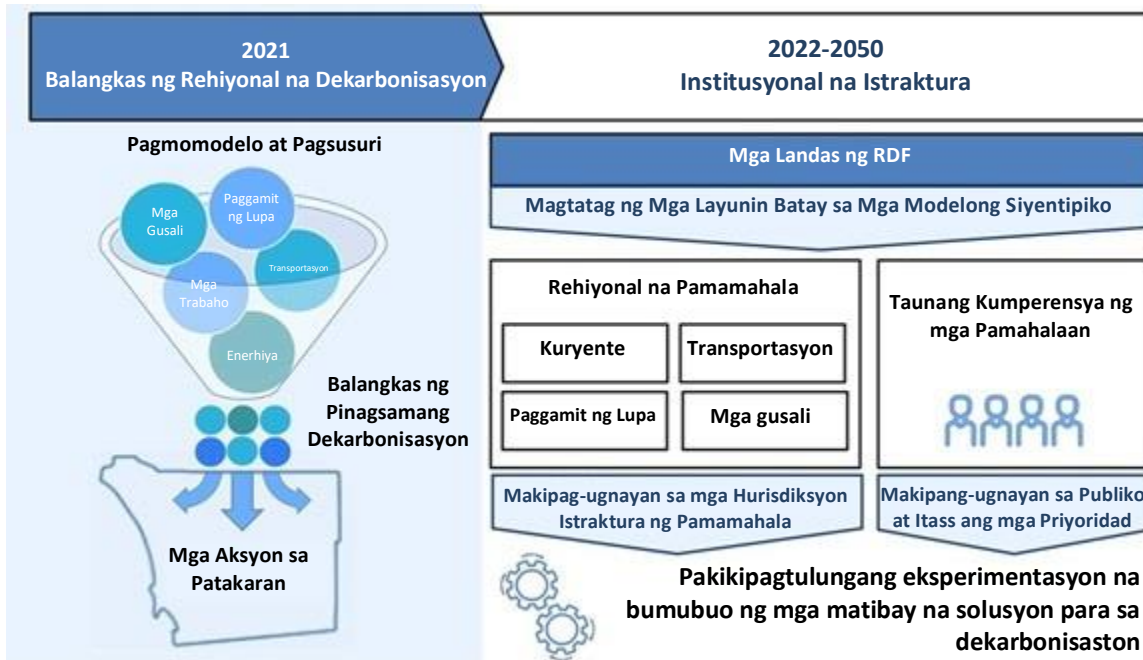 2021
Balangkas ng Rehiyonal na Dekarbonisasyon
2022-2050
Institusyonal na Istraktura
Pagmomodelo at Pagsusuri
Mga
Gusali
Paggamit
ng Lupa
Transportasyon
Mga
Trabaho
Enerhiya
Balangkas ng
Pinagsamang
Dekarbonisasyon
Mga Aksyon sa
Patakaran
Mga Landas ng RDF
Magtatag ng Mga Layunin Batay sa Mga Modelong Siyentipiko
Rehiyonal na Pamamahala
Kuryente
Transportasyon
Paggamit ng Lupa
Mga gusali
Taunang Kumperensya ng
mga Pamahalaan
Makipag-ugnayan sa mga Hurisdiksyon
Istraktura ng Pamamahala
Makipang-ugnayan sa Publiko
at Itass ang mga Priyoridad
Pakikipagtulungang eksperimentasyon na
bumubuo ng mga matibay na solusyon para sa
dekarbonisaston